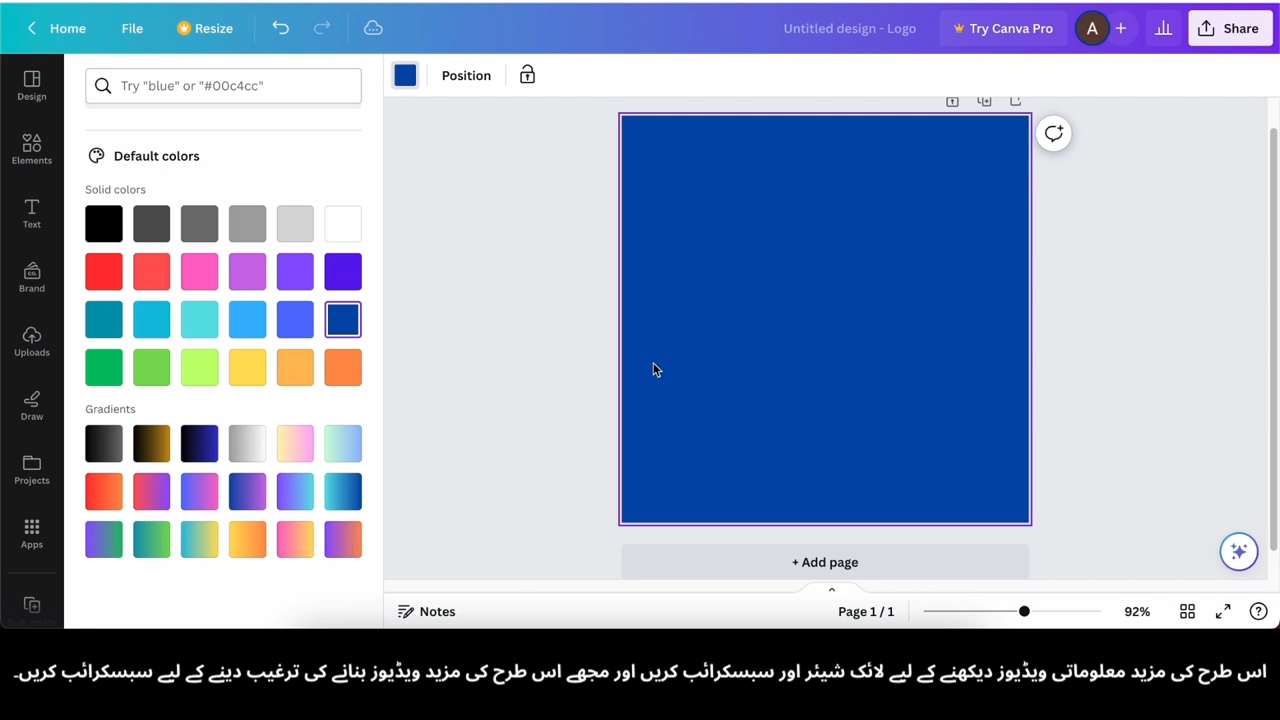 Home File Resize Untitled design - Logo Try Canva Pro A + Share
Design
Elements
Text
Brand
Uploads
Draw
Projects
Apps
Try "blue" or "#00c4cc"
Default colors
Solid colors
Gradients
Position
+ Add page
Notes Page 1 / 1 92%
اس طرح کی مزید معلوماتی ویڈیوز دیکھنے کے لیے لائک شیئر اور سبسکرائب کریں اور مجھے اس طرح کی مزید ویڈیوز بنانے کی ترغیب دینے کے لیے سبسکرائب کریں۔